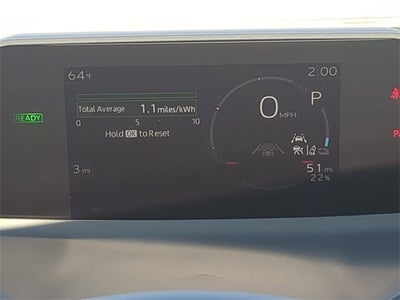 64°F
2:00
READY
Total Average 1.1 miles/kWh
0 5 10
Hold OK to Reset
0 MPH
P
3 mi
51 mi
22%